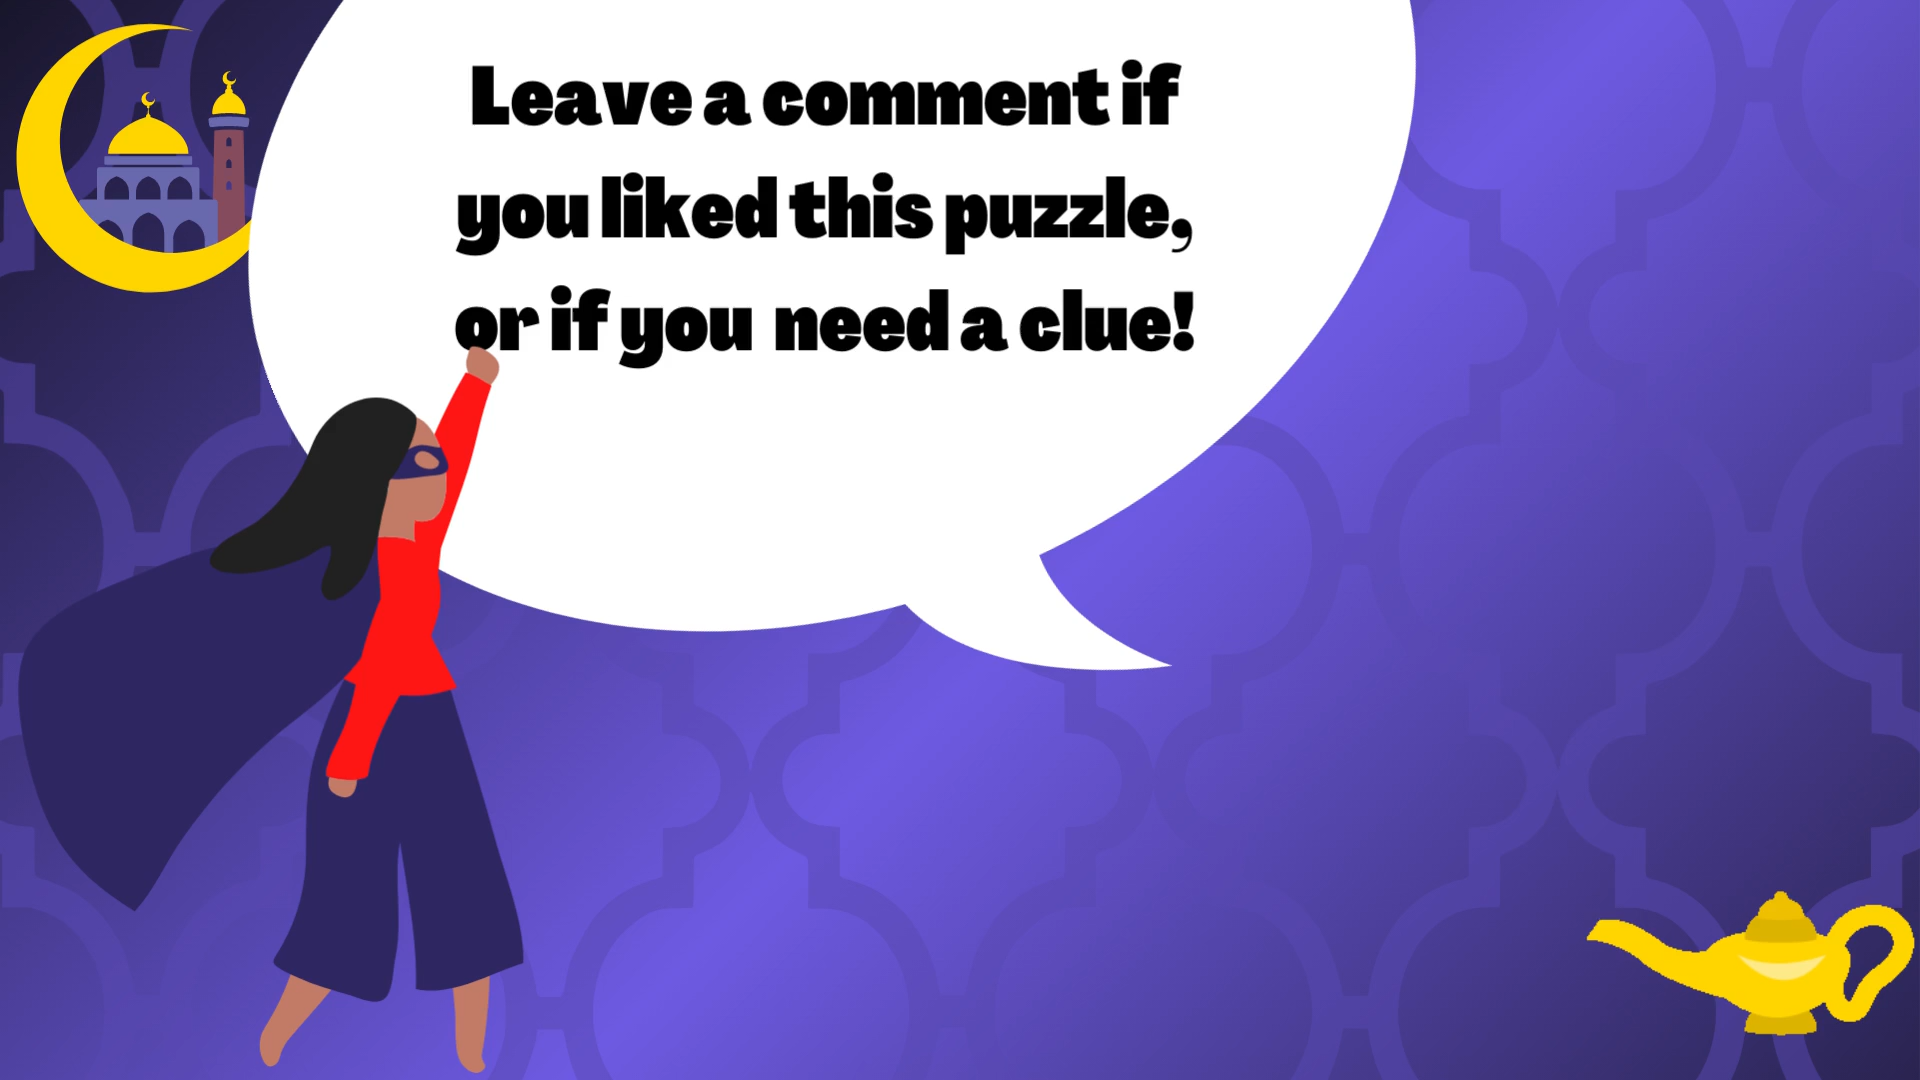 Leave a comment if
you liked this puzzle,
or if you need a clue!